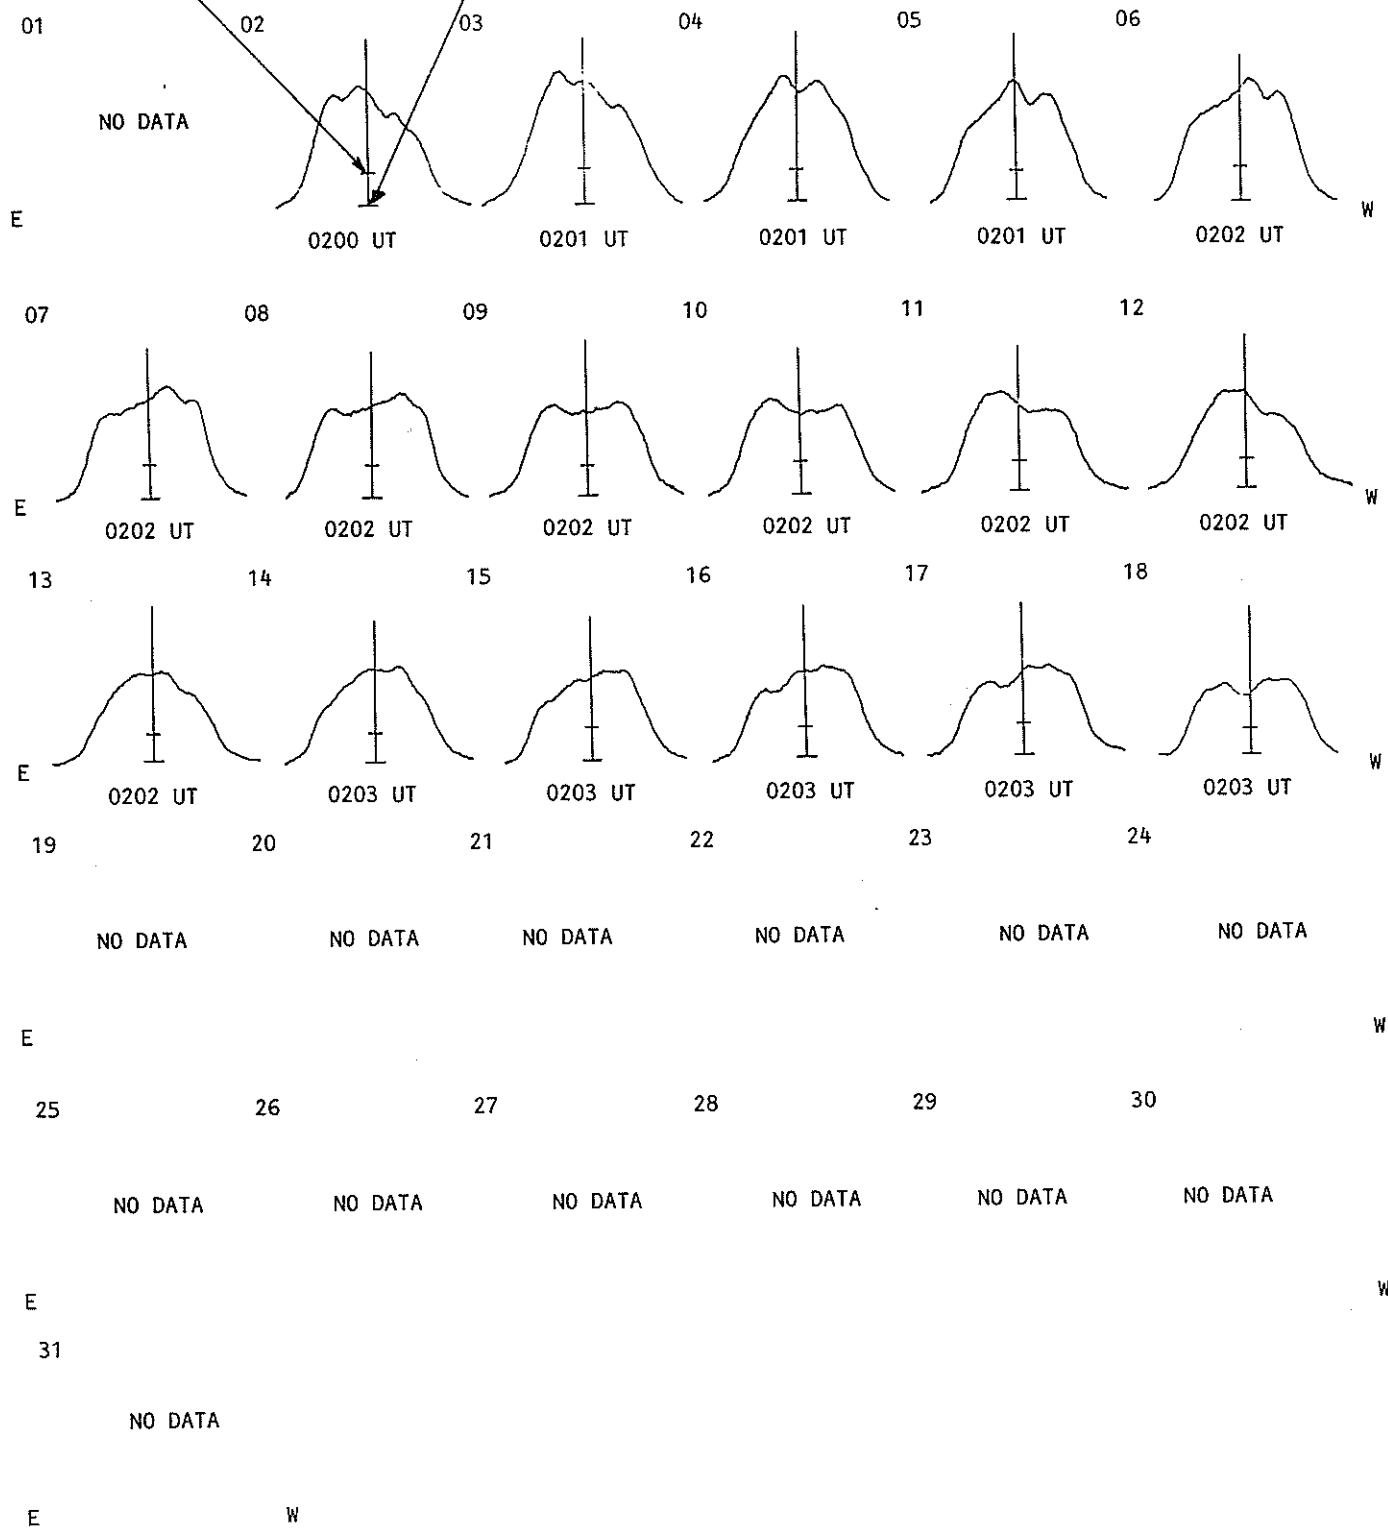 01 02 03 04 05 06
NO DATA
E W
0200 UT 0201 UT 0201 UT 0201 UT 0202 UT
07 08 09 10 11 12
E W
0202 UT 0202 UT 0202 UT 0202 UT 0202 UT 0202 UT
13 14 15 16 17 18
E W
0202 UT 0203 UT 0203 UT 0203 UT 0203 UT 0203 UT
19 20 21 22 23 24
NO DATA NO DATA NO DATA NO DATA NO DATA NO DATA
E W
25 26 27 28 29 30
NO DATA NO DATA NO DATA NO DATA NO DATA NO DATA
E W
31
NO DATA
E W